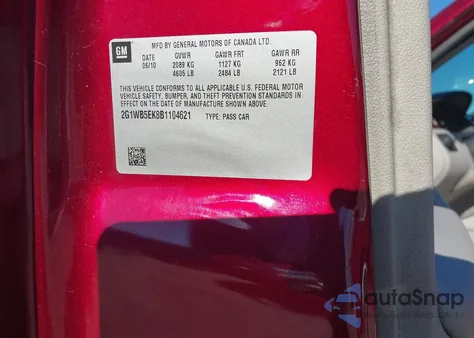 GM
MFD BY GENERAL MOTORS OF CANADA LTD.
DATE GVWR GAWR FRT GAWR RR
06/10 2089 KG 1127 KG 962 KG
4605 LB 2484 LB 2121 LB
THIS VEHICLE CONFORMS TO ALL APPLICABLE U.S. FEDERAL MOTOR
VEHICLE SAFETY, BUMPER, AND THEFT PREVENTION STANDARDS IN
EFFECT ON THE DATE OF MANUFACTURE SHOWN ABOVE.
2G1WB5EK8B1104621 TYPE: PASS CAR
autaSnap